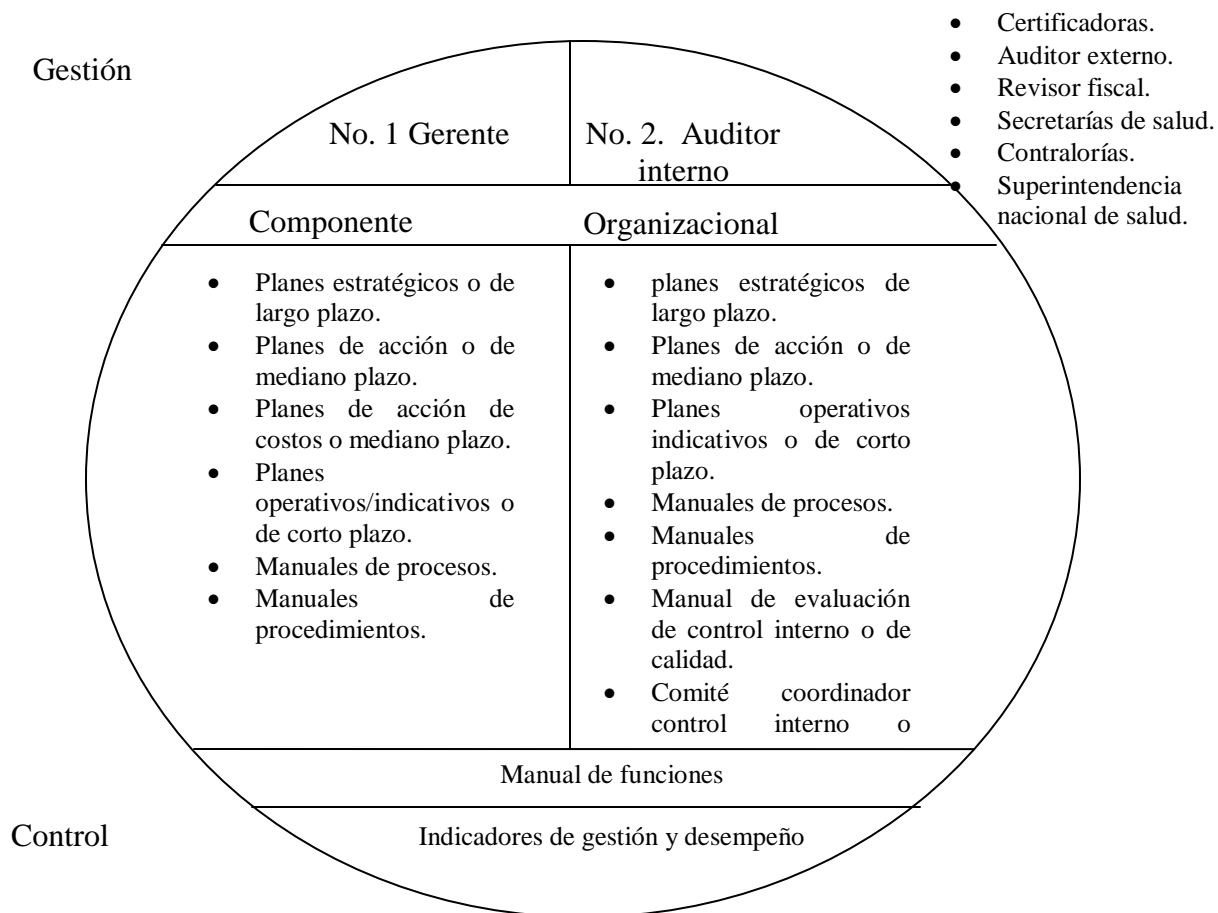 Gestión
• Certificadoras.
• Auditor externo.
• Revisor fiscal.
• Secretarías de salud.
• Contralorías.
• Superintendencia
nacional de salud.
No. 1 Gerente
No. 2.  Auditor
interno
Componente
Organizacional
• Planes estratégicos o de
largo plazo.
• Planes de acción o de
mediano plazo.
• Planes de acción de
costos o mediano plazo.
• Planes
operativos/indicativos o
de corto plazo.
• Manuales de procesos.
• Manuales de
procedimientos.
• planes estratégicos de
largo plazo.
• Planes de acción o de
mediano plazo.
• Planes operativos
indicativos o de corto
plazo.
• Manuales de procesos.
• Manuales de
procedimientos.
• Manual de evaluación
de control interno o de
calidad.
• Comité coordinador
control interno o
Manual de funciones
Control
Indicadores de gestión y desempeño